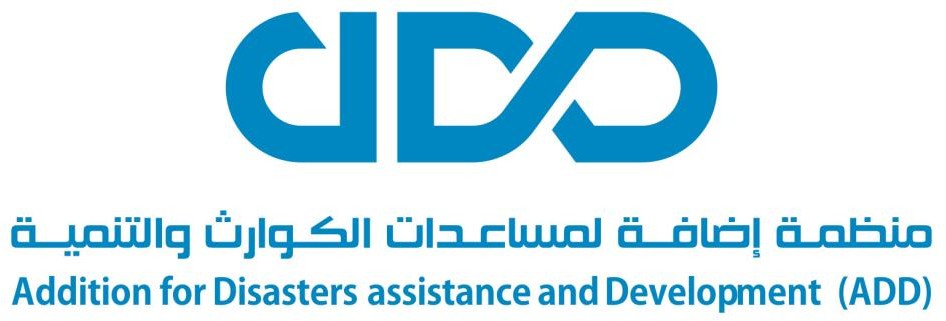 منظمة إضافة لمساعدات الكوارث والتنمية
Addition for Disasters assistance and Development (ADD)